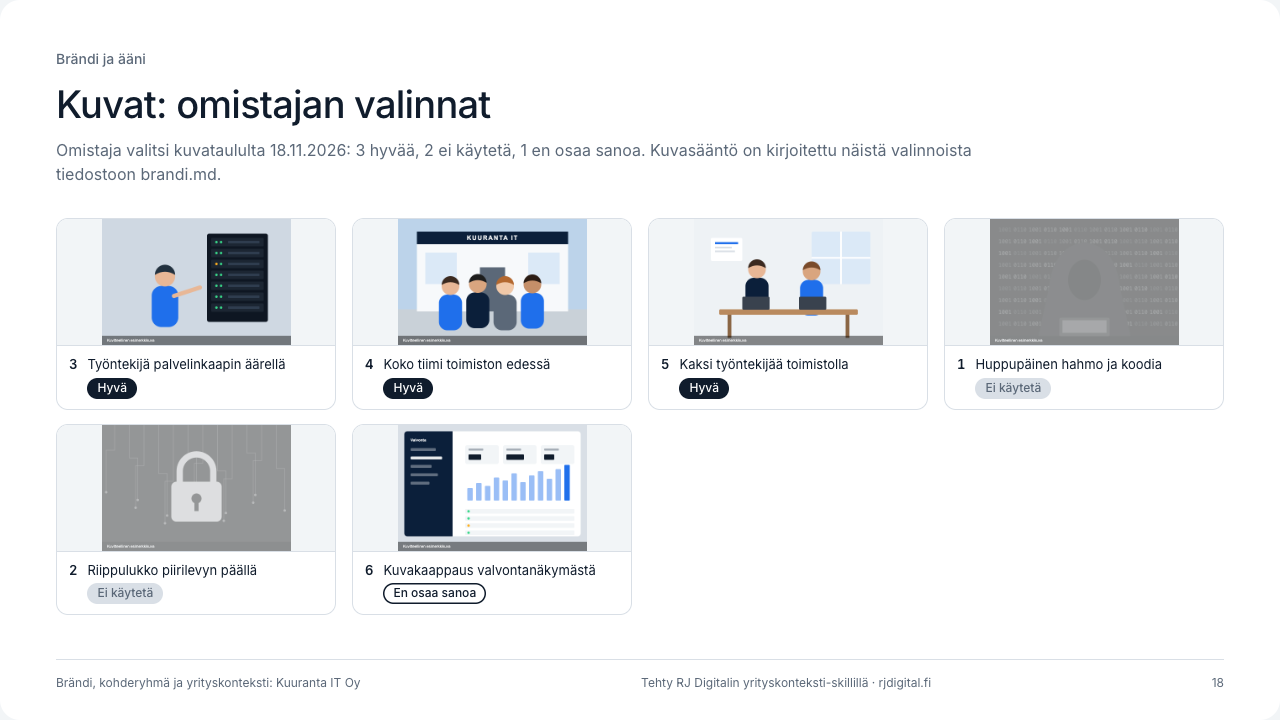 Brändi ja ääni
Kuvat: omistajan valinnat
Omistaja valitsi kuvataululta 18.11.2026: 3 hyvää, 2 ei käytetä, 1 en osaa sanoa. Kuvasääntö on kirjoitettu näistä valinnoista
tiedostoon brandi.md.
KUURANTA IT
3 Työntekijä palvelinkaapin äärellä
Hyvä
4 Koko tiimi toimiston edessä
Hyvä
5 Kaksi työntekijää toimistolla
Hyvä
1 Huppupäinen hahmo ja koodia
Ei käytetä
Valvonta
2 Riippulukko piirilevyn päällä
Ei käytetä
6 Kuvakaappaus valvontanäkymästä
En osaa sanoa
Brändi, kohderyhmä ja yrityskonteksti: Kuuranta IT Oy
Tehty RJ Digitalin yrityskonteksti-skillillä · rjdigital.fi
18